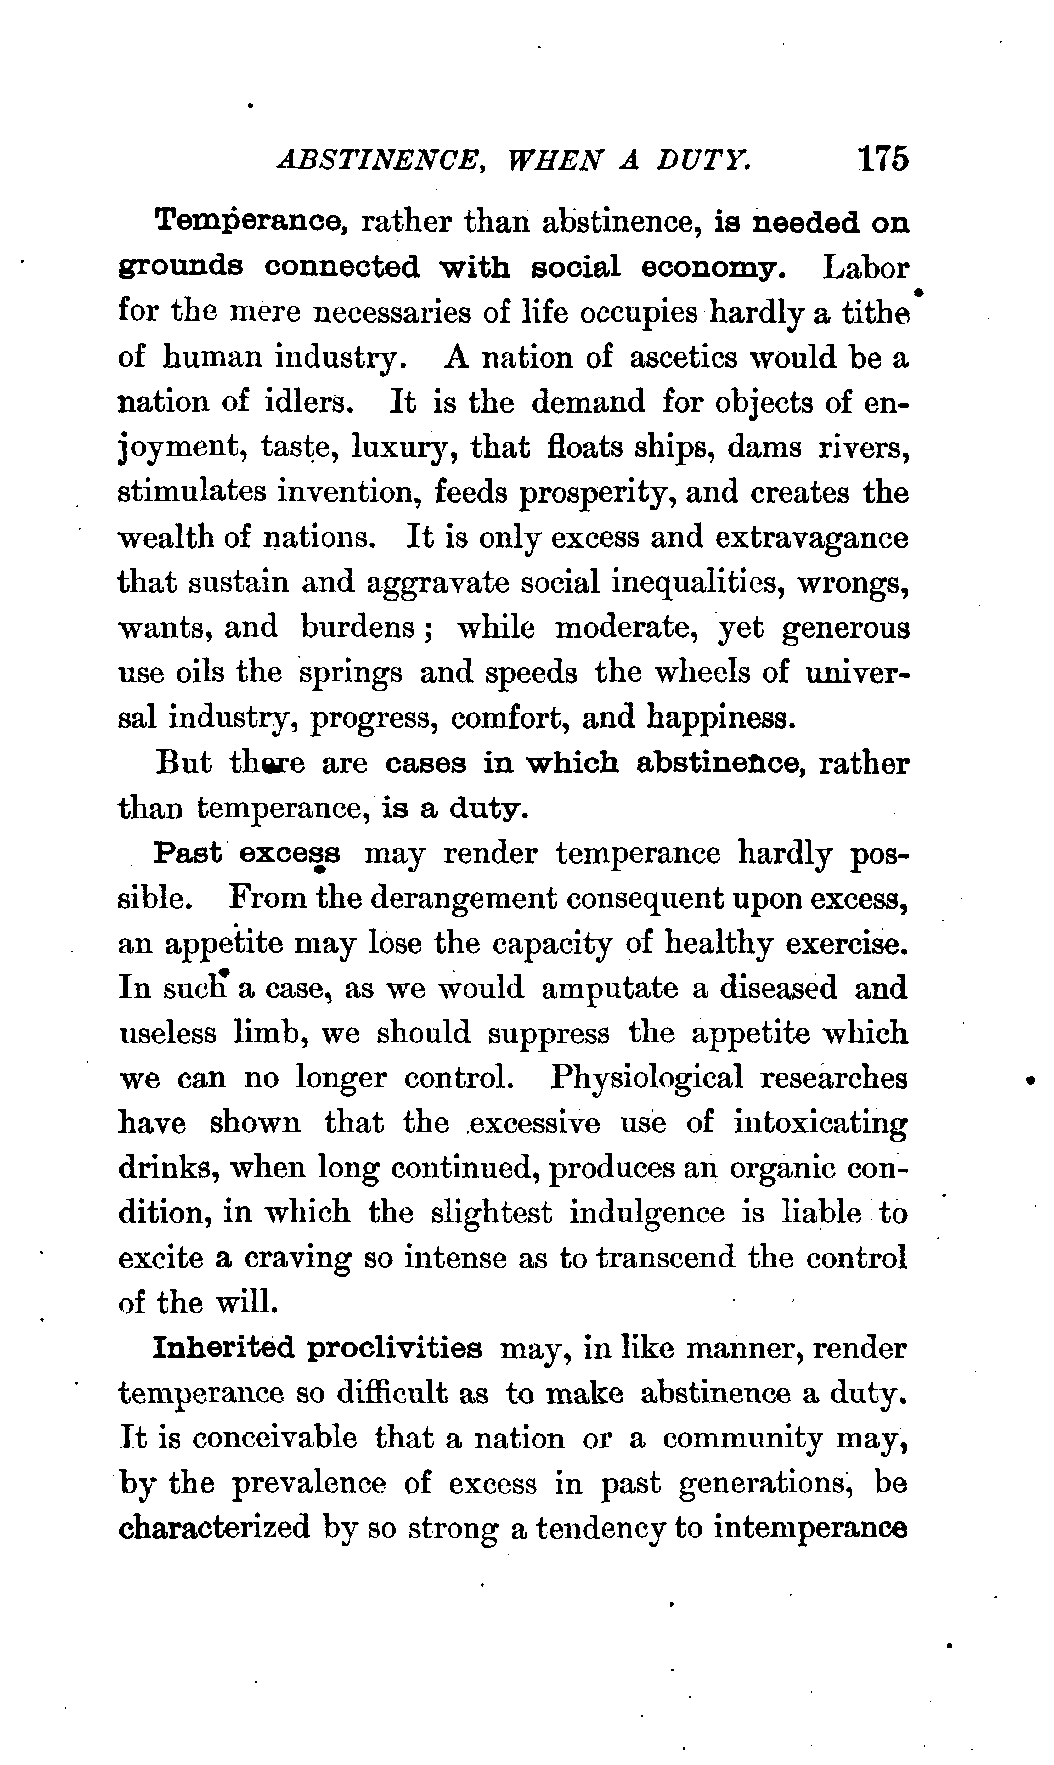 ABSTINENCE, WHEN A DUTY. 175
Temperance, rather than abstinence, is needed on
grounds connected with social economy. Labor
for the mere necessaries of life occupies hardly a tithe
of human industry. A nation of ascetics would be a
nation of idlers. It is the demand for objects of en-
joyment, taste, luxury, that floats ships, dams rivers,
stimulates invention, feeds prosperity, and creates the
wealth of nations. It is only excess and extravagance
that sustain and aggravate social inequalities, wrongs,
wants, and burdens; while moderate, yet generous
use oils the springs and speeds the wheels of univer-
sal industry, progress, comfort, and happiness.
But there are cases in which abstinence, rather
than temperance, is a duty.
Past excess may render temperance hardly pos-
sible. From the derangement consequent upon excess,
an appetite may lose the capacity of healthy exercise.
In such a case, as we would amputate a diseased and
useless limb, we should suppress the appetite which
we can no longer control. Physiological researches
have shown that the excessive use of intoxicating
drinks, when long continued, produces an organic con-
dition, in which the slightest indulgence is liable to
excite a craving so intense as to transcend the control
of the will.
Inherited proclivities may, in like manner, render
temperance so difficult as to make abstinence a duty.
It is conceivable that a nation or a community may,
by the prevalence of excess in past generations, be
characterized by so strong a tendency to intemperance